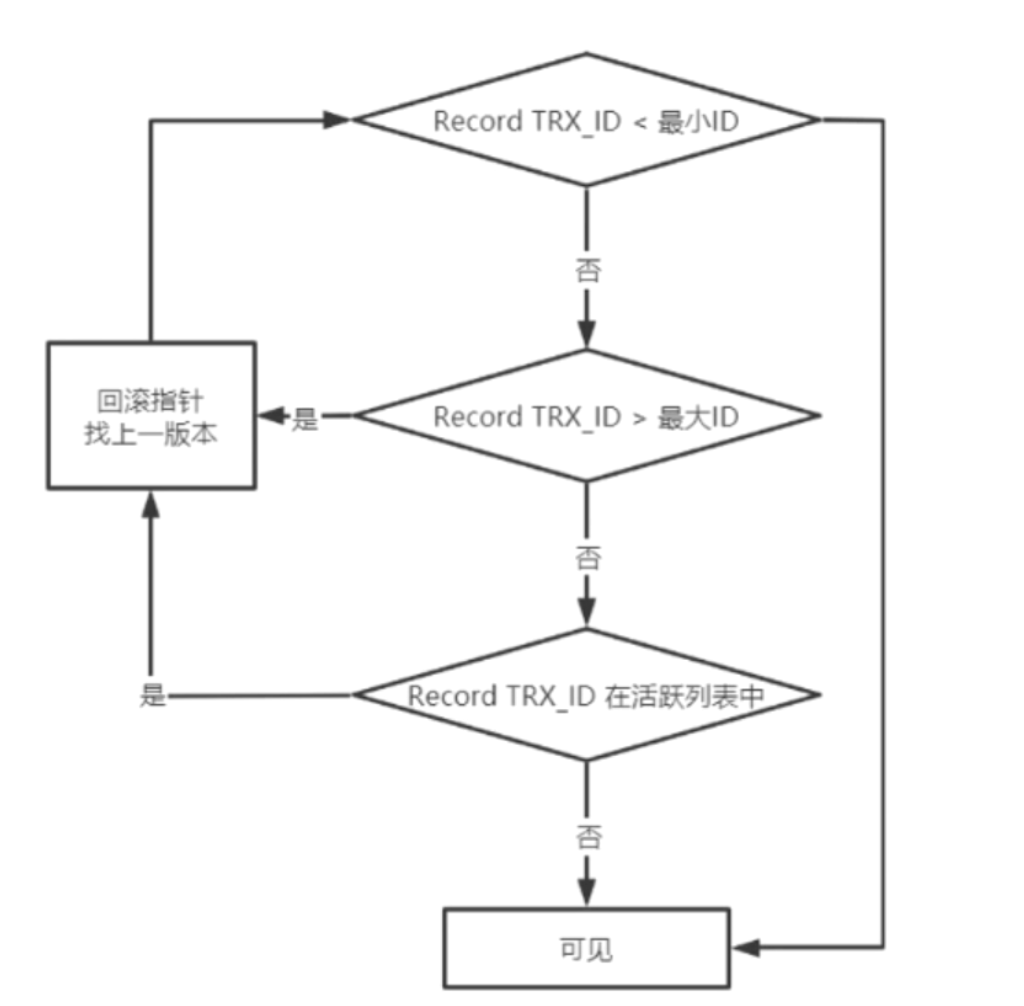 Record TRX_ID < 最小ID
否
回滚指针
找上一版本
是
Record TRX_ID > 最大ID
否
是
Record TRX_ID 在活跃列表中
否
可见